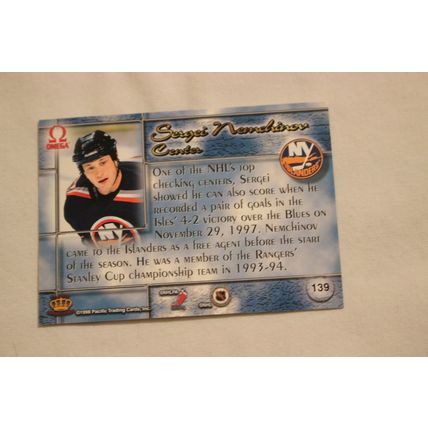 OMEGA
Sergei Nemchinov
Center
NY
ISLANDERS
One of the NHL's top
checking centers, Sergei
showed he can also score when he
recorded a pair of goals in the
Isles' 4-2 victory over the Blues on
November 29, 1997. Nemchinov
came to the Islanders as a free agent before the start
of the season. He was a member of the Rangers'
Stanley Cup championship team in 1993-94.
©1998 Pacific Trading Cards, Inc.
NHLPA
NHL
139